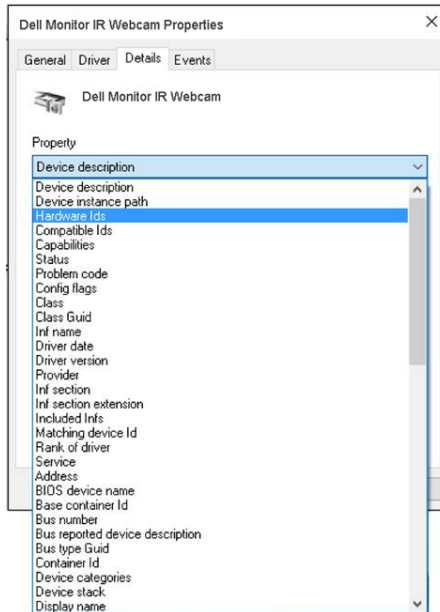 Dell Monitor IR Webcam Properties
General Driver Details Events
Dell Monitor IR Webcam
Property
Device description
Device description
Device instance path
Hardware Ids
Compatible Ids
Capabilities
Status
Problem code
Config flags
Class
Class Guid
Inf name
Driver date
Driver version
Provider
Inf section
Inf section extension
Included Infs
Matching device Id
Rank of driver
Service
Address
BIOS device name
Base container Id
Bus number
Bus reported device description
Bus type Guid
Container Id
Device categories
Device stack
Display name